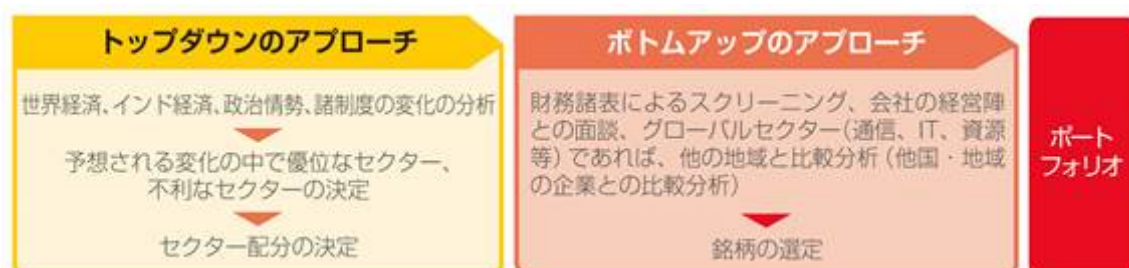 トップダウンのアプローチ
世界経済、インド経済、政治情勢、諸制度の変化の分析
予想される変化の中で優位なセクター、
不利なセクターの決定
セクター配分の決定
ボトムアップのアプローチ
財務諸表によるスクリーニング、会社の経営陣
との面談、グローバルセクター(通信、IT、資源
等)であれば、他の地域と比較分析(他国・地域
の企業との比較分析)
銘柄の選定
ポート
フォリオ